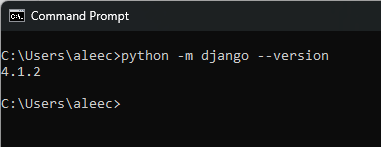 Command Prompt
C:\Users\aleec>python -m django --version
4.1.2
C:\Users\aleec>